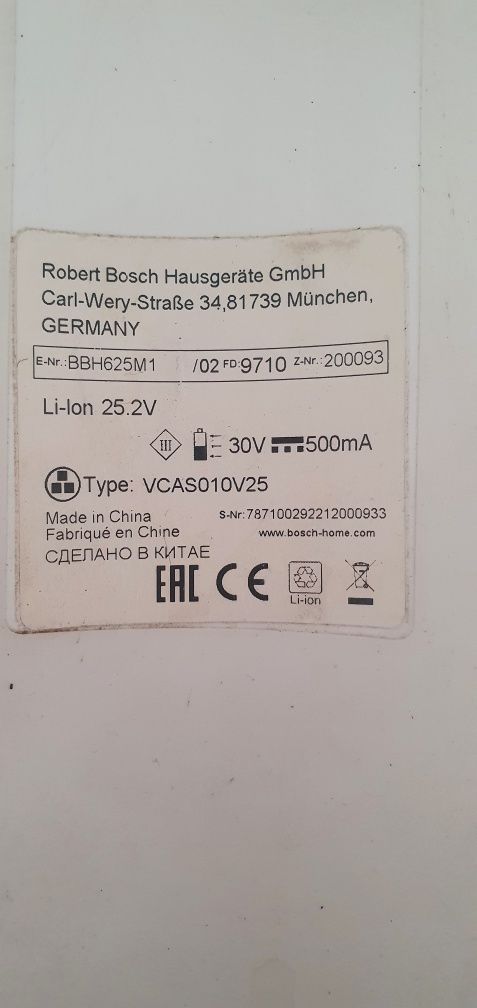 Robert Bosch Hausgeräte GmbH
Carl-Wery-Straße 34,81739 München,
GERMANY
E-Nr.:BBH625M1 /02 FD:9710 Z-Nr.:200093
Li-Ion 25.2V
III 30V 500mA
Type: VCAS010V25
Made in China S-Nr:787100292212000933
Fabriqué en Chine www.bosch-home.com
СДЕЛАНО В КИТАЕ
EAC CE
Li-ion